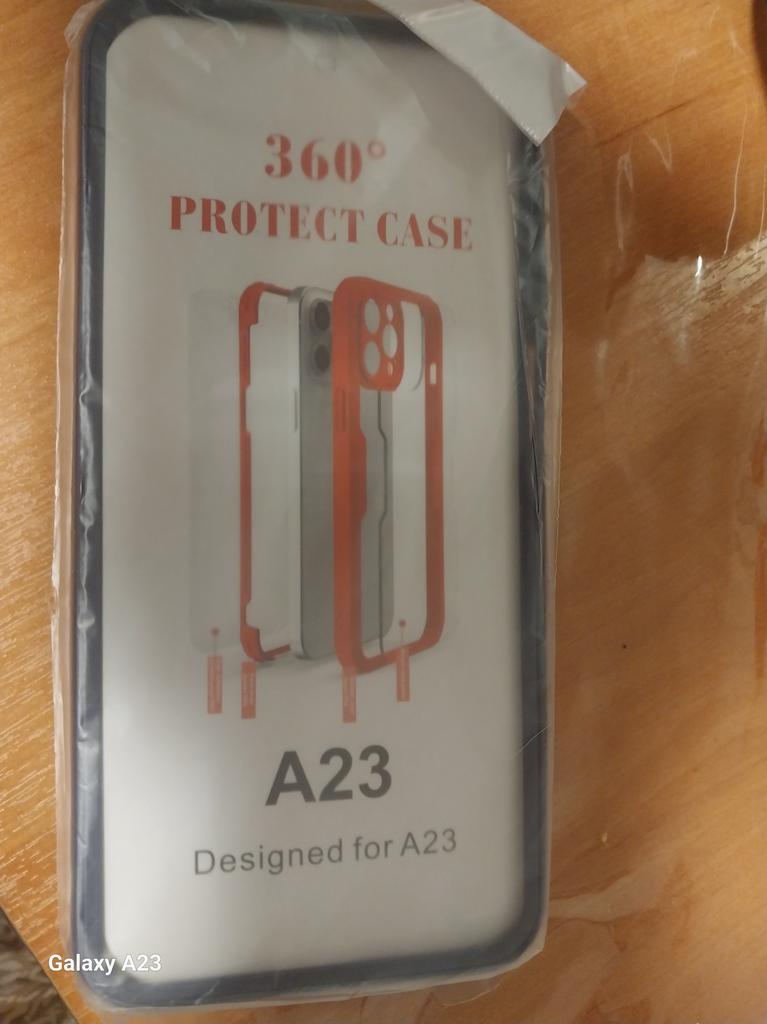 360°
PROTECT CASE
A23
Designed for A23
Galaxy A23